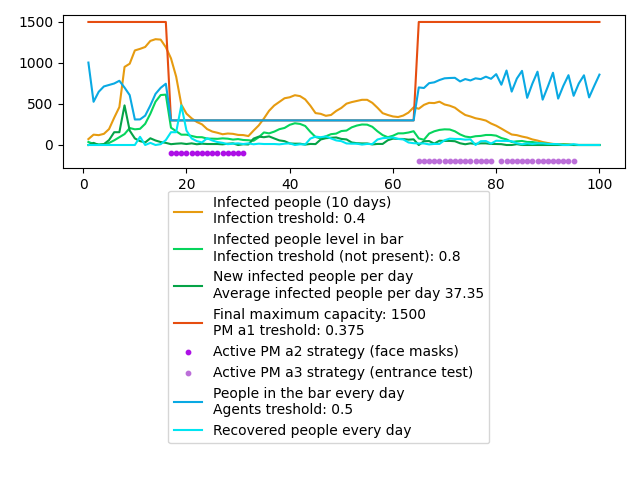 1500
1000
500
0
0
20
40
60
80
100
Infected people (10 days)
Infection treshold: 0.4
Infected people level in bar
Infection treshold (not present): 0.8
New infected people per day
Average infected people per day 37.35
Final maximum capacity: 1500
PM a1 treshold: 0.375
Active PM a2 strategy (face masks)
Active PM a3 strategy (entrance test)
People in the bar every day
Agents treshold: 0.5
Recovered people every day